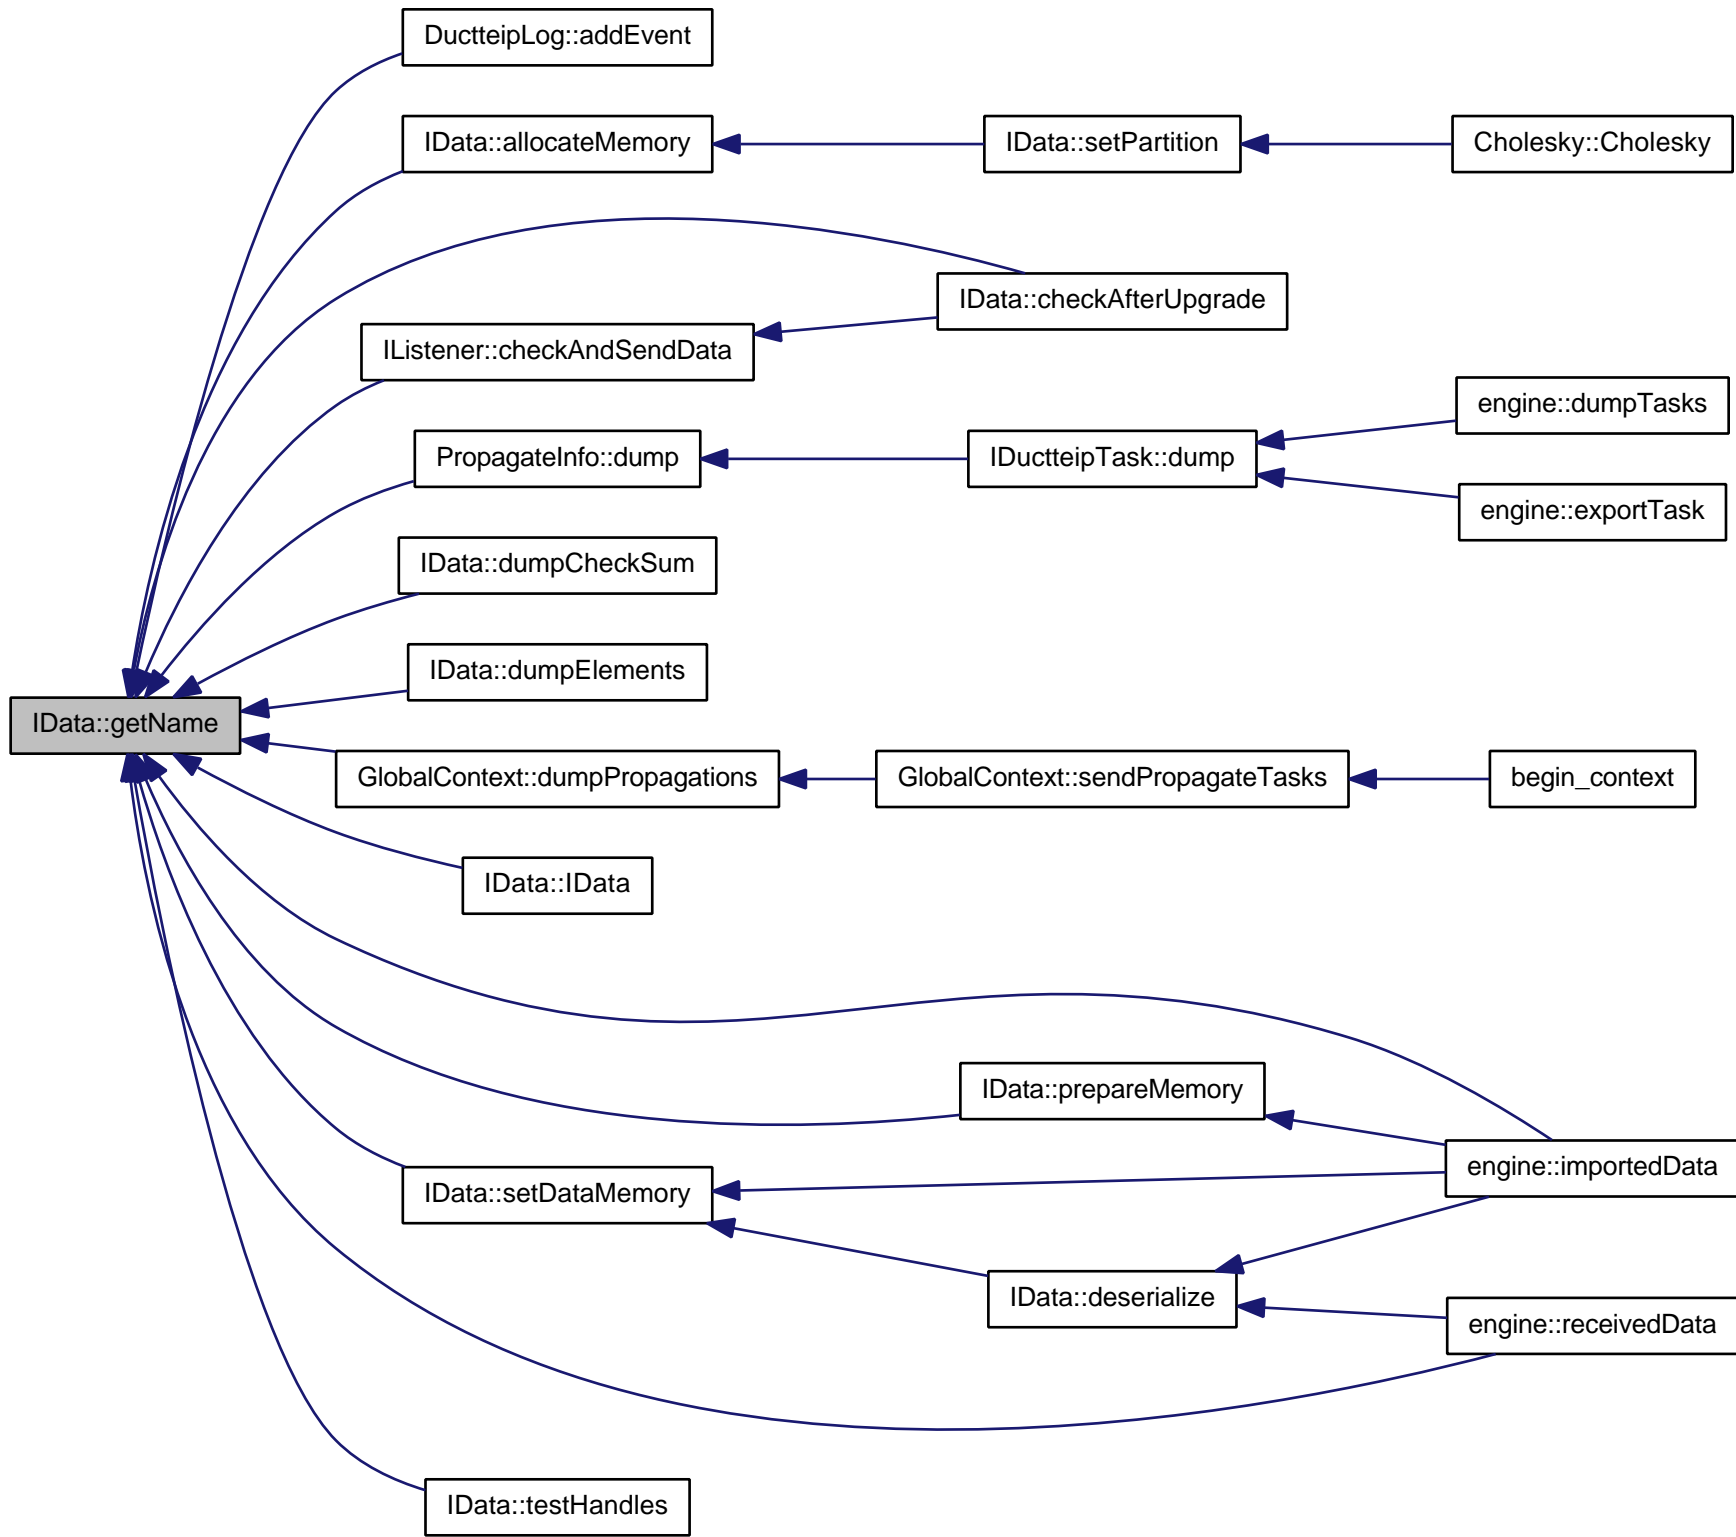 DuctteipLog::addEvent
IData::allocateMemory
IData::setPartition
Cholesky::Cholesky
IData::checkAfterUpgrade
IListener::checkAndSendData
engine::dumpTasks
PropagateInfo::dump
IDuctteipTask::dump
engine::exportTask
IData::dumpCheckSum
IData::dumpElements
IData::getName
GlobalContext::dumpPropagations
GlobalContext::sendPropagateTasks
begin_context
IData::IData
IData::prepareMemory
engine::importedData
IData::setDataMemory
IData::deserialize
engine::receivedData
IData::testHandles